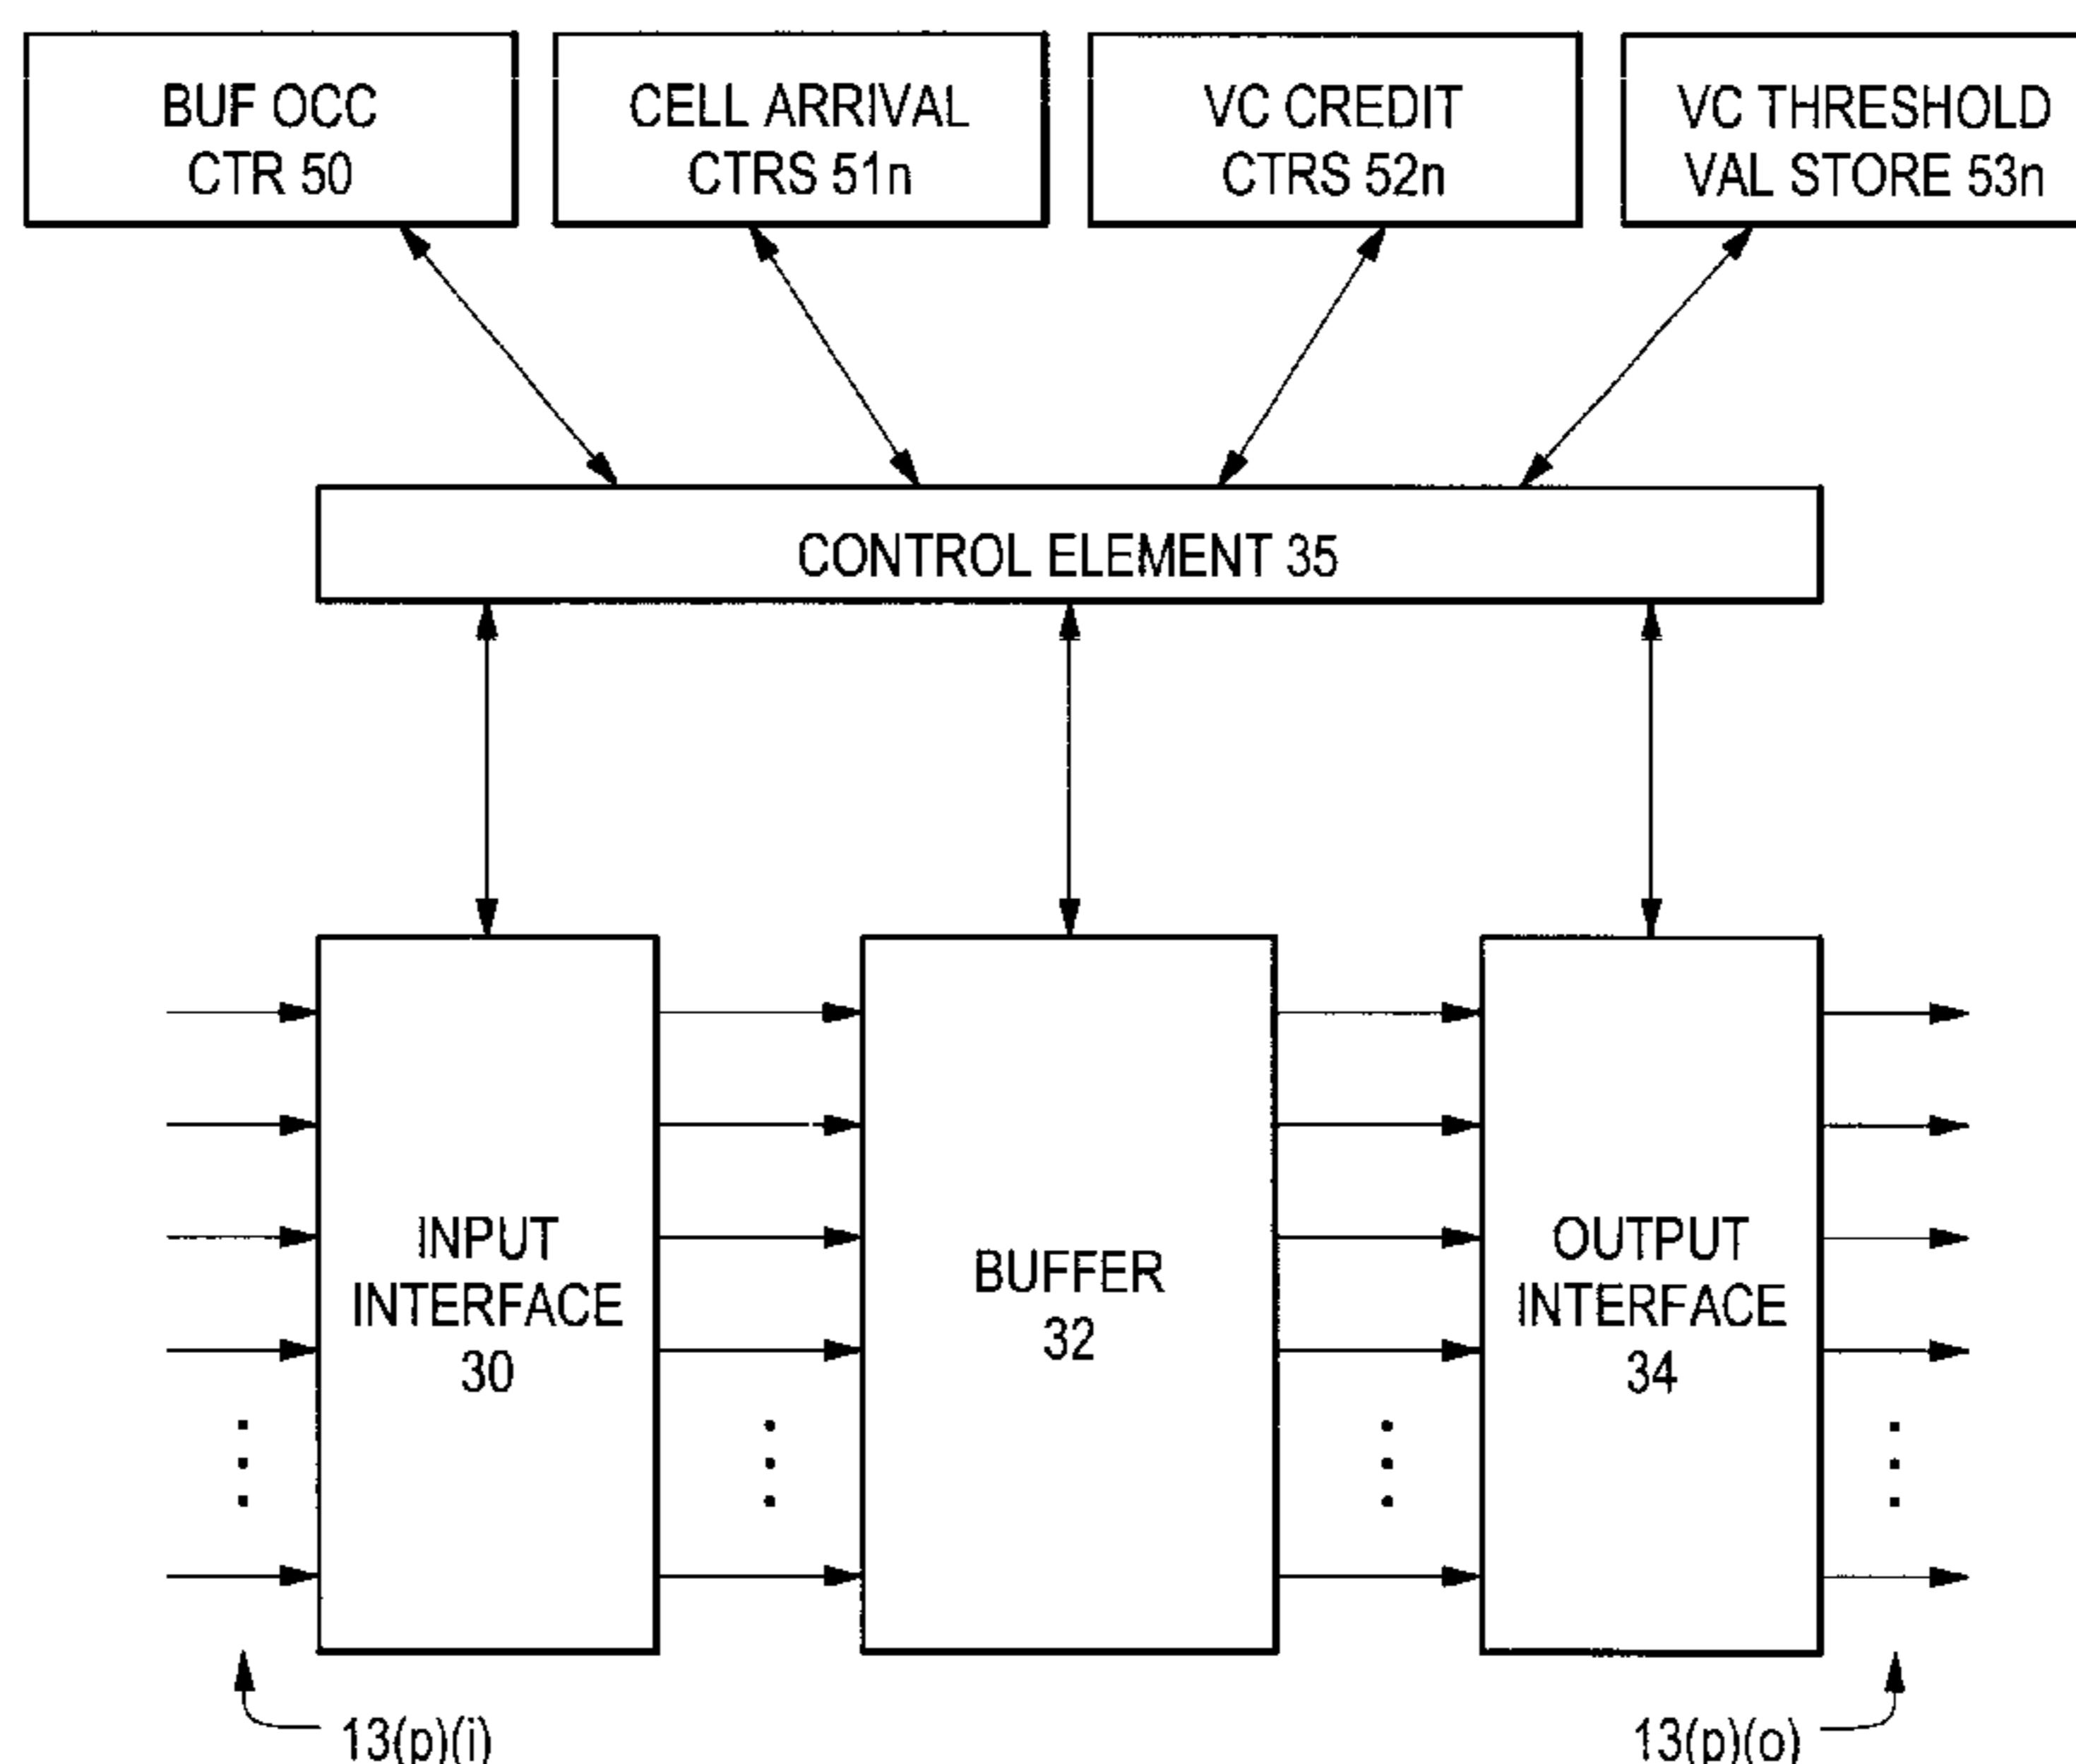 BUF OCC
CTR 50
CELL ARRIVAL
CTRS 51n
VC CREDIT
CTRS 52n
VC THRESHOLD
VAL STORE 53n
CONTROL ELEMENT 35
INPUT
INTERFACE
30
BUFFER
32
OUTPUT
INTERFACE
34
13(p)(i)
13(p)(o)